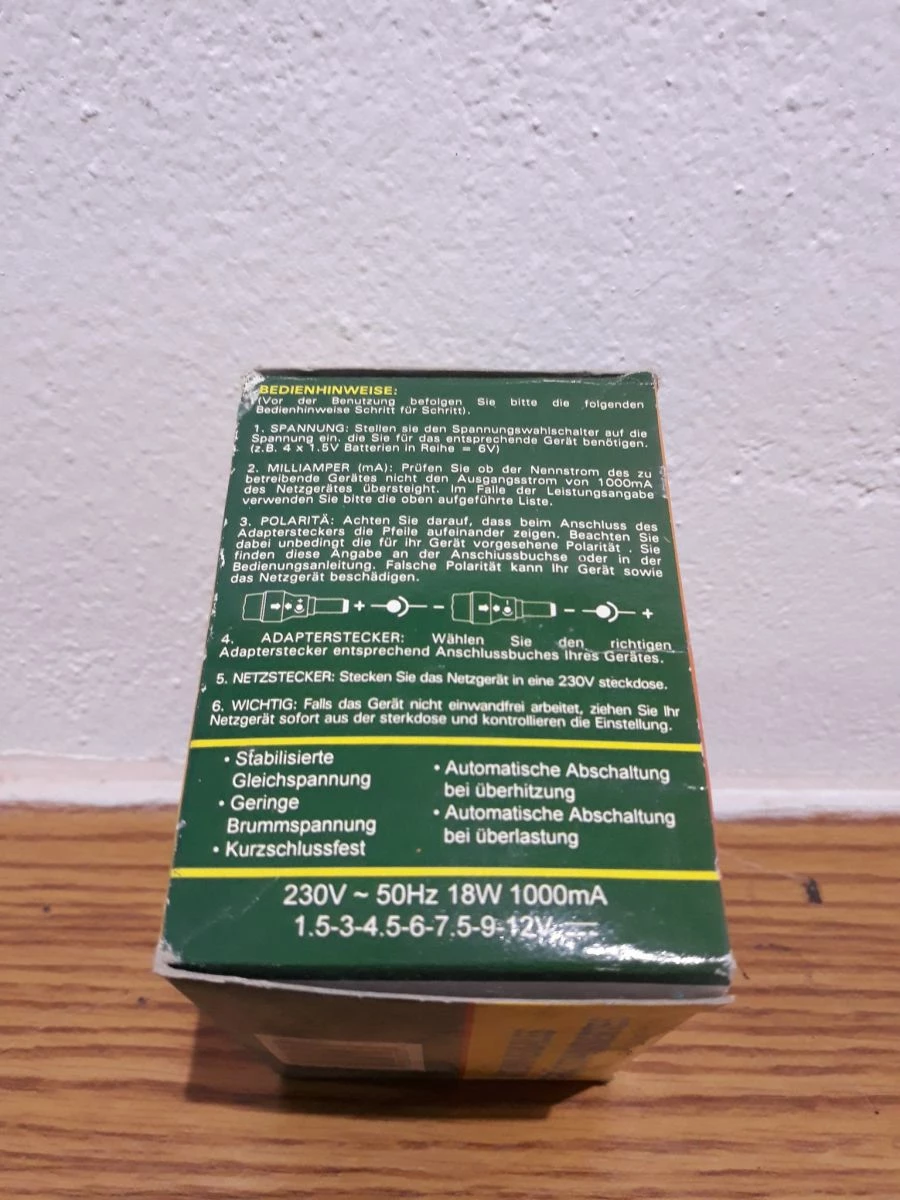 BEDIENHINWEISE:
(Vor der Benutzung befolgen Sie bitte die folgenden
Bedienhinweise Schritt für Schritt).
1. SPANNUNG: Stellen sie den Spannungswahlschalter auf die
Spannung ein, die Sie für das entsprechende Gerät benötigen.
(z.B. 4 x 1.5V Batterien in Reihe = 6V)
2. MILLIAMPER (mA): Prüfen Sie ob der Nennstrom des zu
betreibende Gerätes nicht den Ausgangsstrom von 1000mA
des Netzgerätes übersteight. Im Falle der Leistungsangabe
verwenden Sie bitte die oben aufgeführte Liste.
3. POLARITÄ: Achten Sie darauf, dass beim Anschluss des
Adaptersteckers die Pfeile aufeinander zeigen. Beachten Sie
dabei unbedingt die für ihr Gerät vorgesehene Polarität . Sie
finden diese Angabe an der Anschlussbuchse oder in der
Bedienungsanleitung. Falsche Polarität kann Ihr Gerät sowie
das Netzgerät beschädigen.
+ − − +
4. ADAPTERSTECKER: Wählen Sie den richtigen
Adapterstecker entsprechend Anschlussbuches Ihres Gerätes.
5. NETZSTECKER: Stecken Sie das Netzgerät in eine 230V steckdose.
6. WICHTIG: Falls das Gerät nicht einwandfrei arbeitet, ziehen Sie Ihr
Netzgerät sofort aus der sterkdose und kontrollieren die Einstellung.
• Stabilisierte
Gleichspannung
• Geringe
Brummspannung
• Kurzschlussfest
• Automatische Abschaltung
bei überhitzung
• Automatische Abschaltung
bei überlastung
230V ~ 50Hz 18W 1000mA
1.5-3-4.5-6-7.5-9-12V